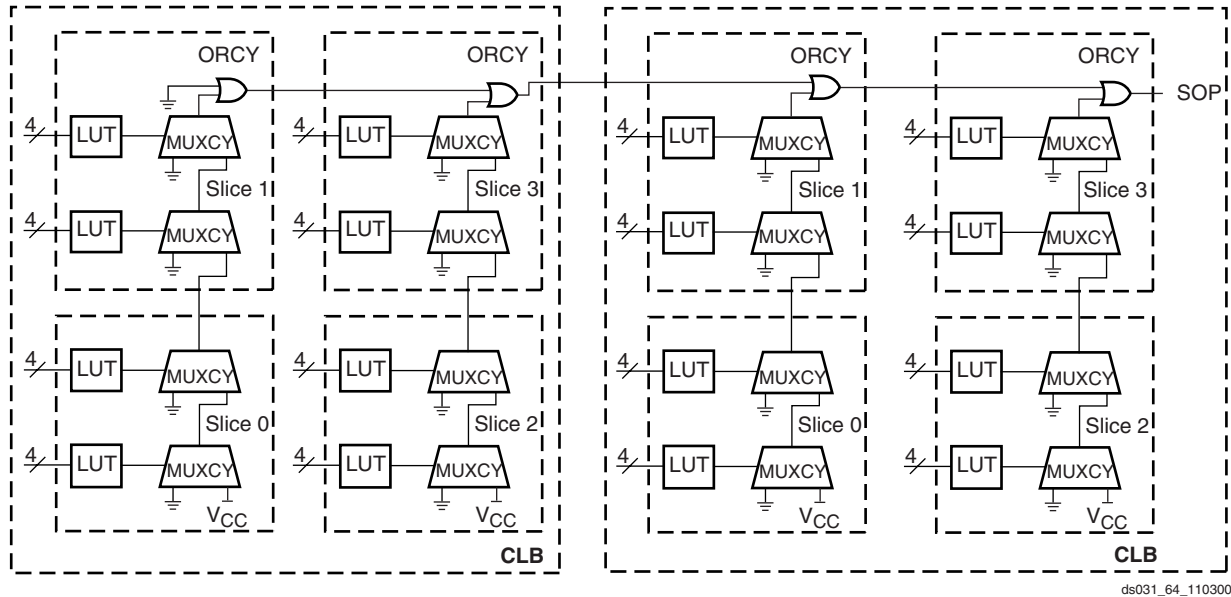 ORCY ORCY ORCY ORCY
SOP
4 LUT MUXCY 4 LUT MUXCY 4 LUT MUXCY 4 LUT MUXCY
Slice 1 Slice 3 Slice 1 Slice 3
4 LUT MUXCY 4 LUT MUXCY 4 LUT MUXCY 4 LUT MUXCY
4 LUT MUXCY 4 LUT MUXCY 4 LUT MUXCY 4 LUT MUXCY
Slice 0 Slice 2 Slice 0 Slice 2
4 LUT MUXCY 4 LUT MUXCY 4 LUT MUXCY 4 LUT MUXCY
VCC VCC VCC VCC
CLB CLB
ds031_64_110300